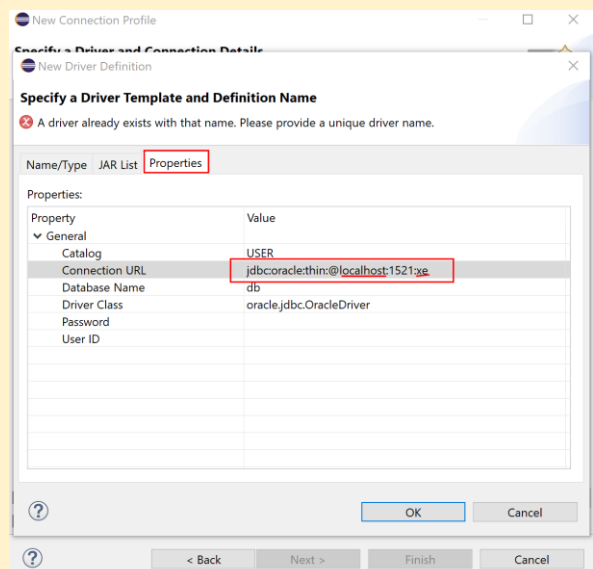 New Connection Profile
Specify a Driver and Connection Details
New Driver Definition
Specify a Driver Template and Definition Name
A driver already exists with that name. Please provide a unique driver name.
Name/Type JAR List Properties
Properties:
Property Value
General
Catalog USER
Connection URL jdbc:oracle:thin:@localhost:1521:xe
Database Name db
Driver Class oracle.jdbc.OracleDriver
Password
User ID
OK Cancel
< Back Next > Finish Cancel